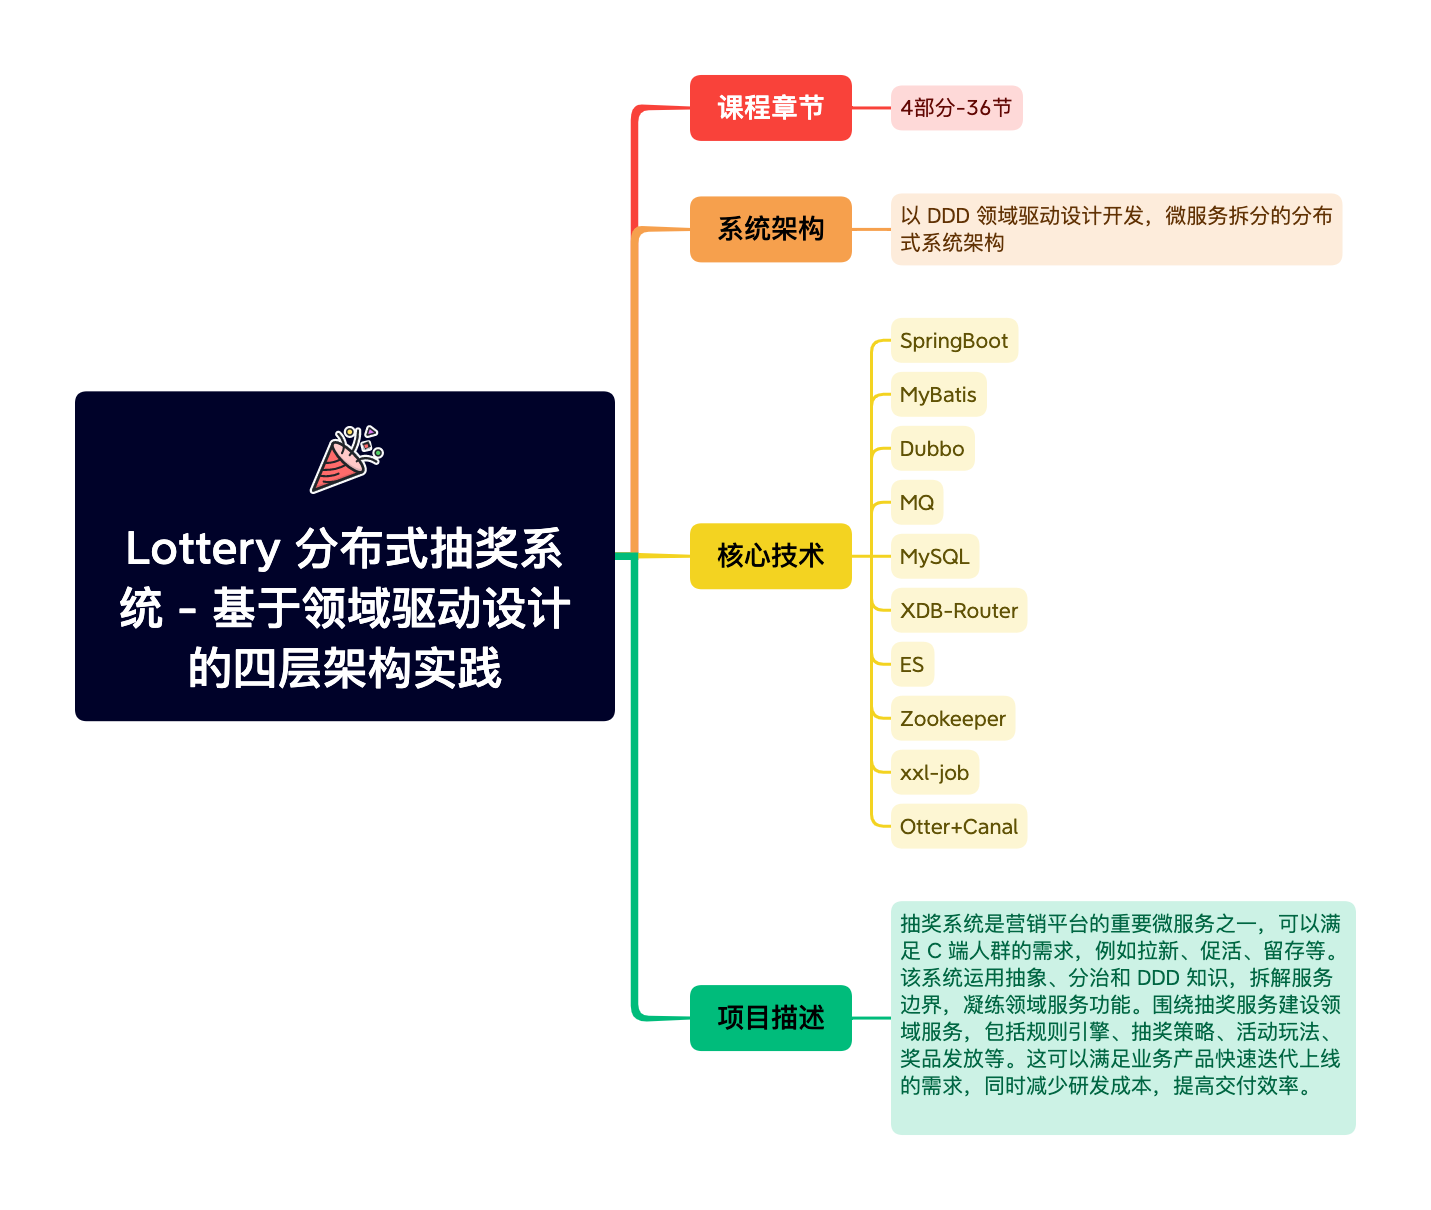 Lottery 分布式抽奖系
统 - 基于领域驱动设计
的四层架构实践
课程章节
4部分-36节
系统架构
以 DDD 领域驱动设计开发，微服务拆分的分布
式系统架构
核心技术
SpringBoot
MyBatis
Dubbo
MQ
MySQL
XDB-Router
ES
Zookeeper
xxl-job
Otter+Canal
项目描述
抽奖系统是营销平台的重要微服务之一，可以满
足 C 端人群的需求，例如拉新、促活、留存等。
该系统运用抽象、分治和 DDD 知识，拆解服务
边界，凝练领域服务功能。围绕抽奖服务建设领
域服务，包括规则引擎、抽奖策略、活动玩法、
奖品发放等。这可以满足业务产品快速迭代上线
的需求，同时减少研发成本，提高交付效率。